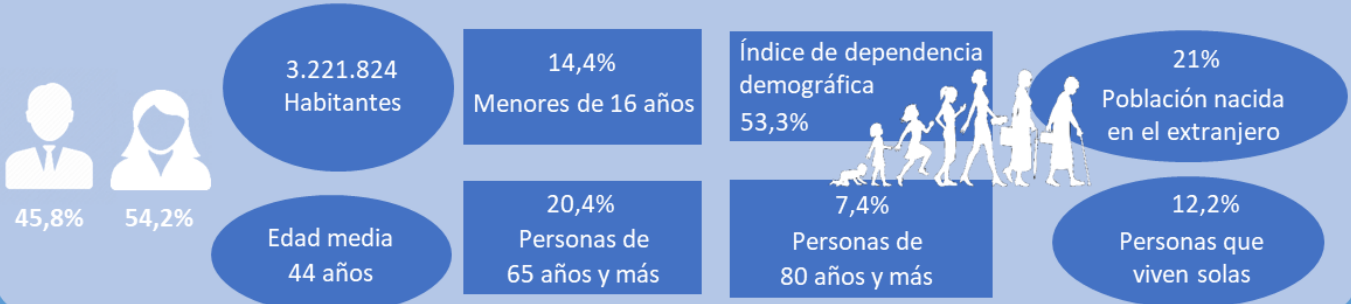 45,8%
54,2%
3.221.824
Habitantes
Edad media
44 años
14,4%
Menores de 16 años
20,4%
Personas de
65 años y más
Índice de dependencia
demográfica
53,3%
7,4%
Personas de
80 años y más
21%
Población nacida
en el extranjero
12,2%
Personas que
viven solas